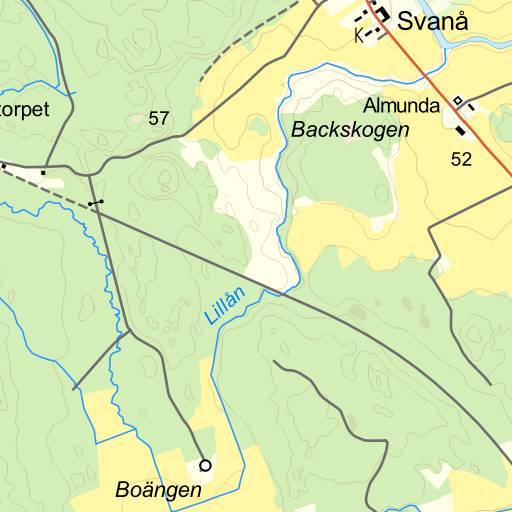 Svanå
K
Almunda
torpet
57
Backskogen
52
Lillån
Boängen